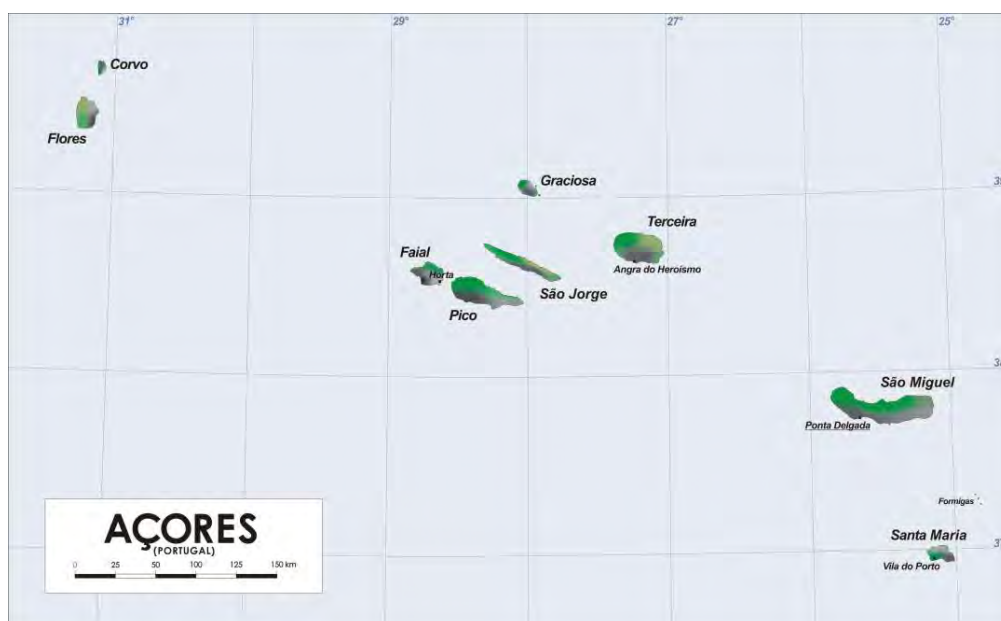 31°
29°
27°
25°
Corvo
Flores
Graciosa
Terceira
Angra do Heroísmo
Faial
Horta
São Jorge
Pico
São Miguel
Ponta Delgada
Formigas
Santa Maria
Vila do Porto
AÇORES
(PORTUGAL)
0 25 50 100 125 150 km